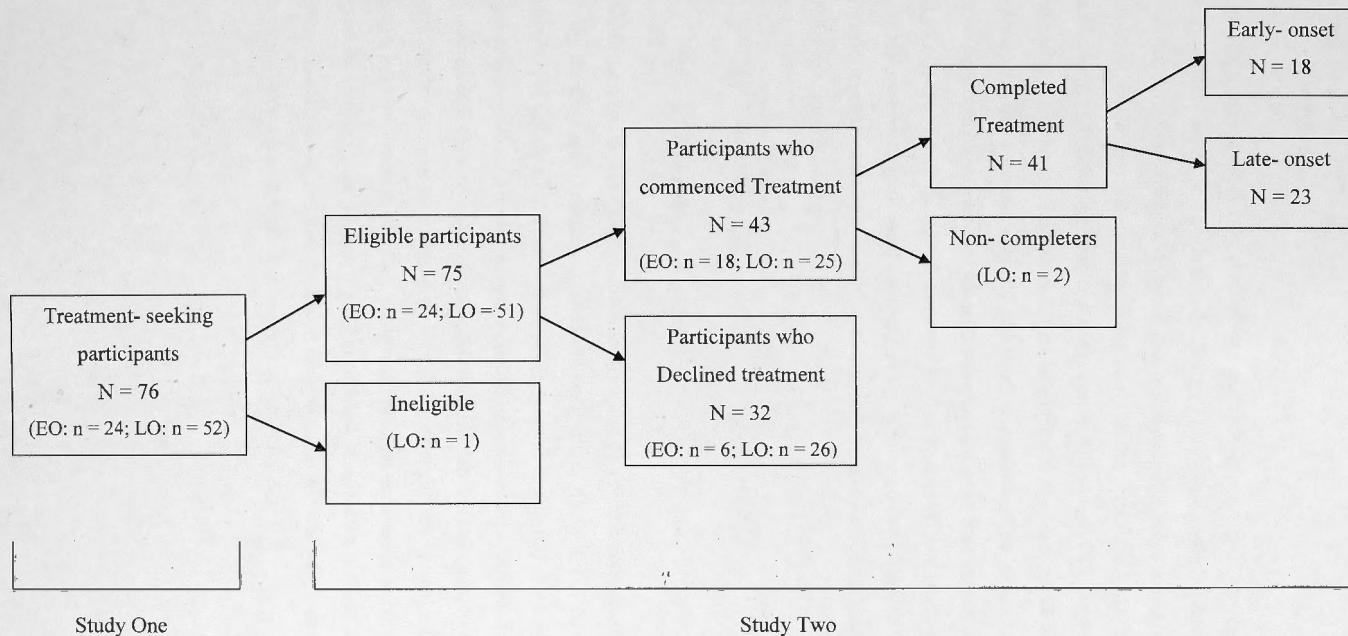 Treatment- seeking
participants
N = 76
(EO: n = 24; LO: n = 52)
Eligible participants
N = 75
(EO: n = 24; LO = 51)
Ineligible
(LO: n = 1)
Participants who
commenced Treatment
N = 43
(EO: n = 18; LO: n = 25)
Participants who
Declined treatment
N = 32
(EO: n = 6; LO: n = 26)
Completed
Treatment
N = 41
Non- completers
(LO: n = 2)
Early- onset
N = 18
Late- onset
N = 23
Study One
Study Two